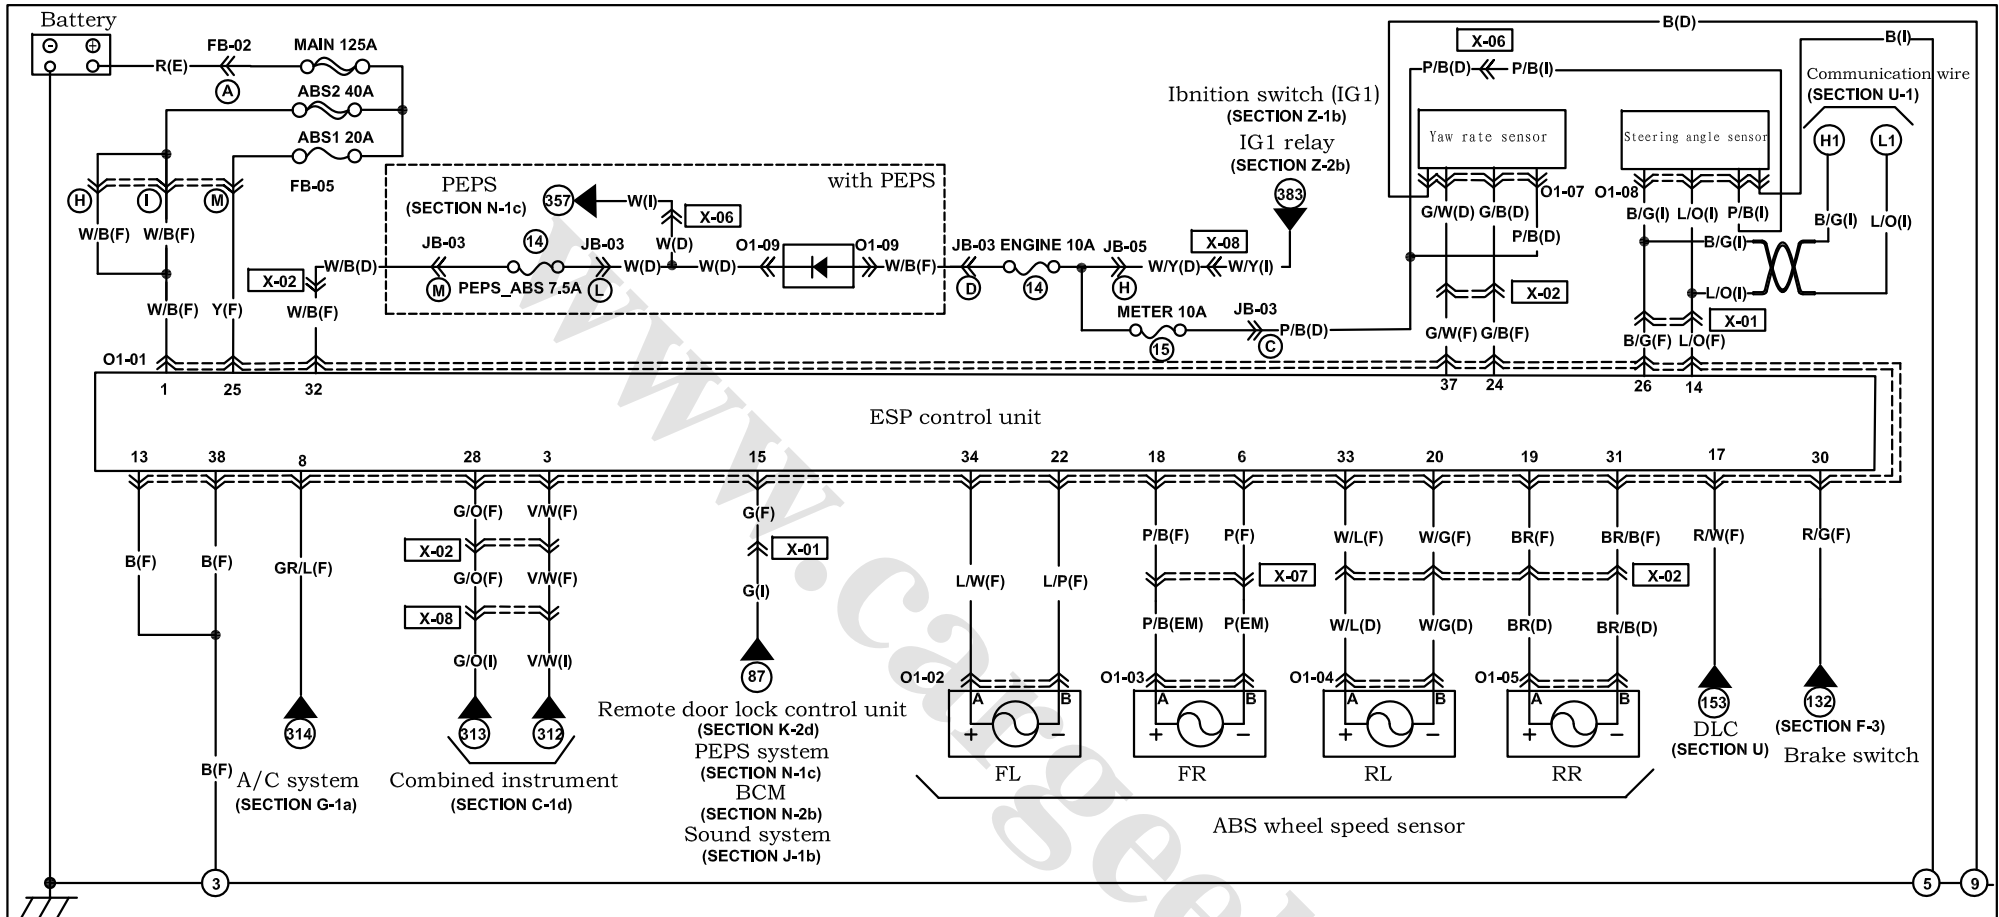 Battery
R(E)
FB-02
A
MAIN 125A
ABS2 40A
ABS1 20A
FB-05
H
I
M
W/B(F)
W/B(F)
W/B(F)
Y(F)
X-02
W/B(D)
W/B(F)
PEPS
(SECTION N-1c)
with PEPS
357
W(I)
X-06
W(D)
JB-03
14
JB-03
W(D)
W(D)
O1-09
O1-09
W/B(F)
M
PEPS_ABS 7.5A
L
JB-03
ENGINE 10A
JB-05
D
14
H
W/Y(D)
X-08
W/Y(I)
Ibnition switch (IG1)
(SECTION Z-1b)
IG1 relay
(SECTION Z-2b)
383
METER 10A
JB-03
15
C
P/B(D)
B(D)
X-06
P/B(D)
P/B(I)
B(I)
Communication wire
(SECTION U-1)
H1
L1
Yaw rate sensor
Steering angle sensor
O1-07
O1-08
G/W(D)
G/B(D)
P/B(D)
B/G(I)
L/O(I)
P/B(I)
B/G(I)
L/O(I)
B/G(I)
L/O(I)
X-02
X-01
G/W(F)
G/B(F)
B/G(F)
L/O(F)
O1-01
1
25
32
37
24
26
14
ESP control unit
13
38
8
28
3
15
34
22
18
6
33
20
19
31
17
30
G/O(F)
V/W(F)
G(F)
P/B(F)
P(F)
W/L(F)
W/G(F)
BR(F)
BR/B(F)
R/W(F)
R/G(F)
B(F)
B(F)
GR/L(F)
X-02
X-01
G/O(F)
V/W(F)
G(I)
L/W(F)
L/P(F)
X-07
X-02
X-08
P/B(EM)
P(EM)
W/L(D)
W/G(D)
BR(D)
BR/B(D)
G/O(I)
V/W(I)
87
O1-02
A
B
O1-03
A
B
O1-04
A
B
O1-05
A
B
314
313
312
153
132
+
−
+
−
+
−
+
−
FL
FR
RL
RR
B(F)
A/C system
(SECTION G-1a)
Combined instrument
(SECTION C-1d)
Remote door lock control unit
(SECTION K-2d)
PEPS system
(SECTION N-1c)
BCM
(SECTION N-2b)
Sound system
(SECTION J-1b)
DLC
(SECTION U)
(SECTION F-3)
Brake switch
ABS wheel speed sensor
3
5
9